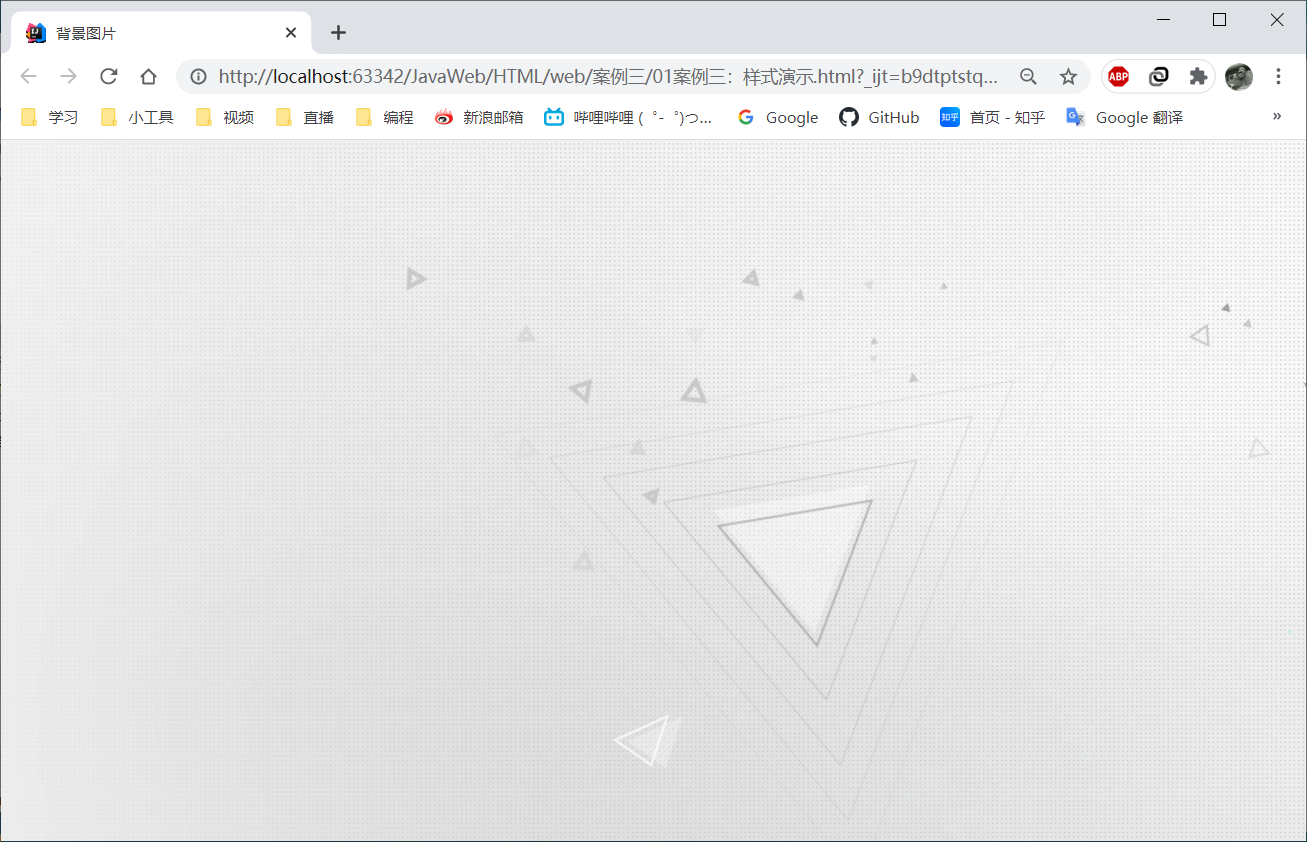 背景图片
http://localhost:63342/JavaWeb/HTML/web/案例三/01案例三：样式演示.html?_ijt=b9dtptstq...
ABP
学习 小工具 视频 直播 编程 新浪邮箱 哔哩哔哩 (゜-゜)つ... Google GitHub 知乎 首页 - 知乎 Google 翻译 »